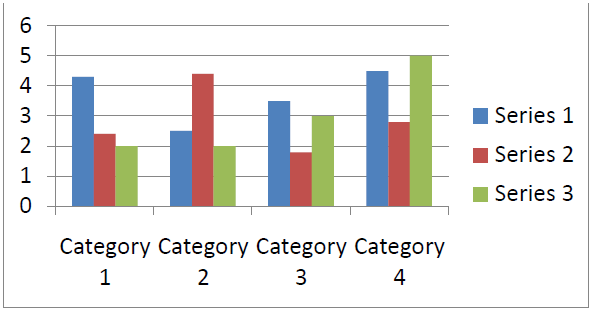 6
5
4
3
2
1
0
Category 1
Category 2
Category 3
Category 4
Series 1
Series 2
Series 3